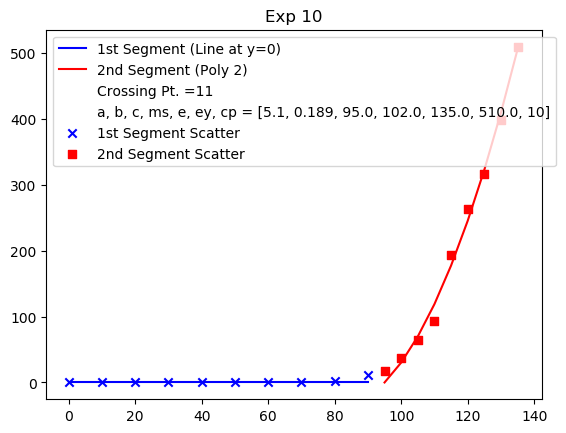 Exp 10
1st Segment (Line at y=0)
2nd Segment (Poly 2)
Crossing Pt. =11
a, b, c, ms, e, ey, cp = [5.1, 0.189, 95.0, 102.0, 135.0, 510.0, 10]
1st Segment Scatter
2nd Segment Scatter
500
400
300
200
100
0
0 20 40 60 80 100 120 140